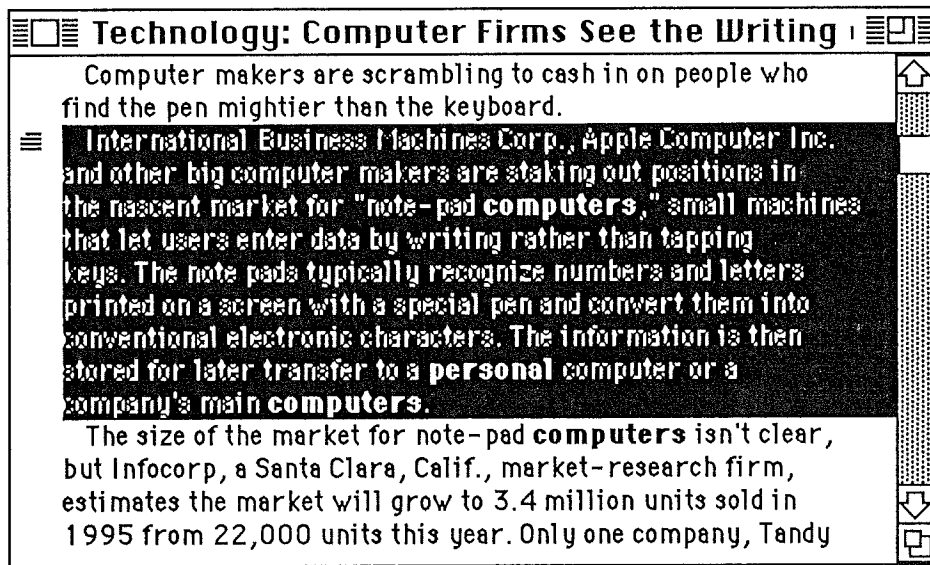 Technology: Computer Firms See the Writing
Computer makers are scrambling to cash in on people who
find the pen mightier than the keyboard.
International Business Machines Corp., Apple Computer Inc.
and other big computer makers are staking out positions in
the nascent market for "note-pad computers," small machines
that let users enter data by writing rather than tapping
keys. The note pads typically recognize numbers and letters
printed on a screen with a special pen and convert them into
conventional electronic characters. The information is then
stored for later transfer to a personal computer or a
company's main computers.
The size of the market for note-pad computers isn't clear,
but Infocorp, a Santa Clara, Calif., market-research firm,
estimates the market will grow to 3.4 million units sold in
1995 from 22,000 units this year. Only one company, Tandy